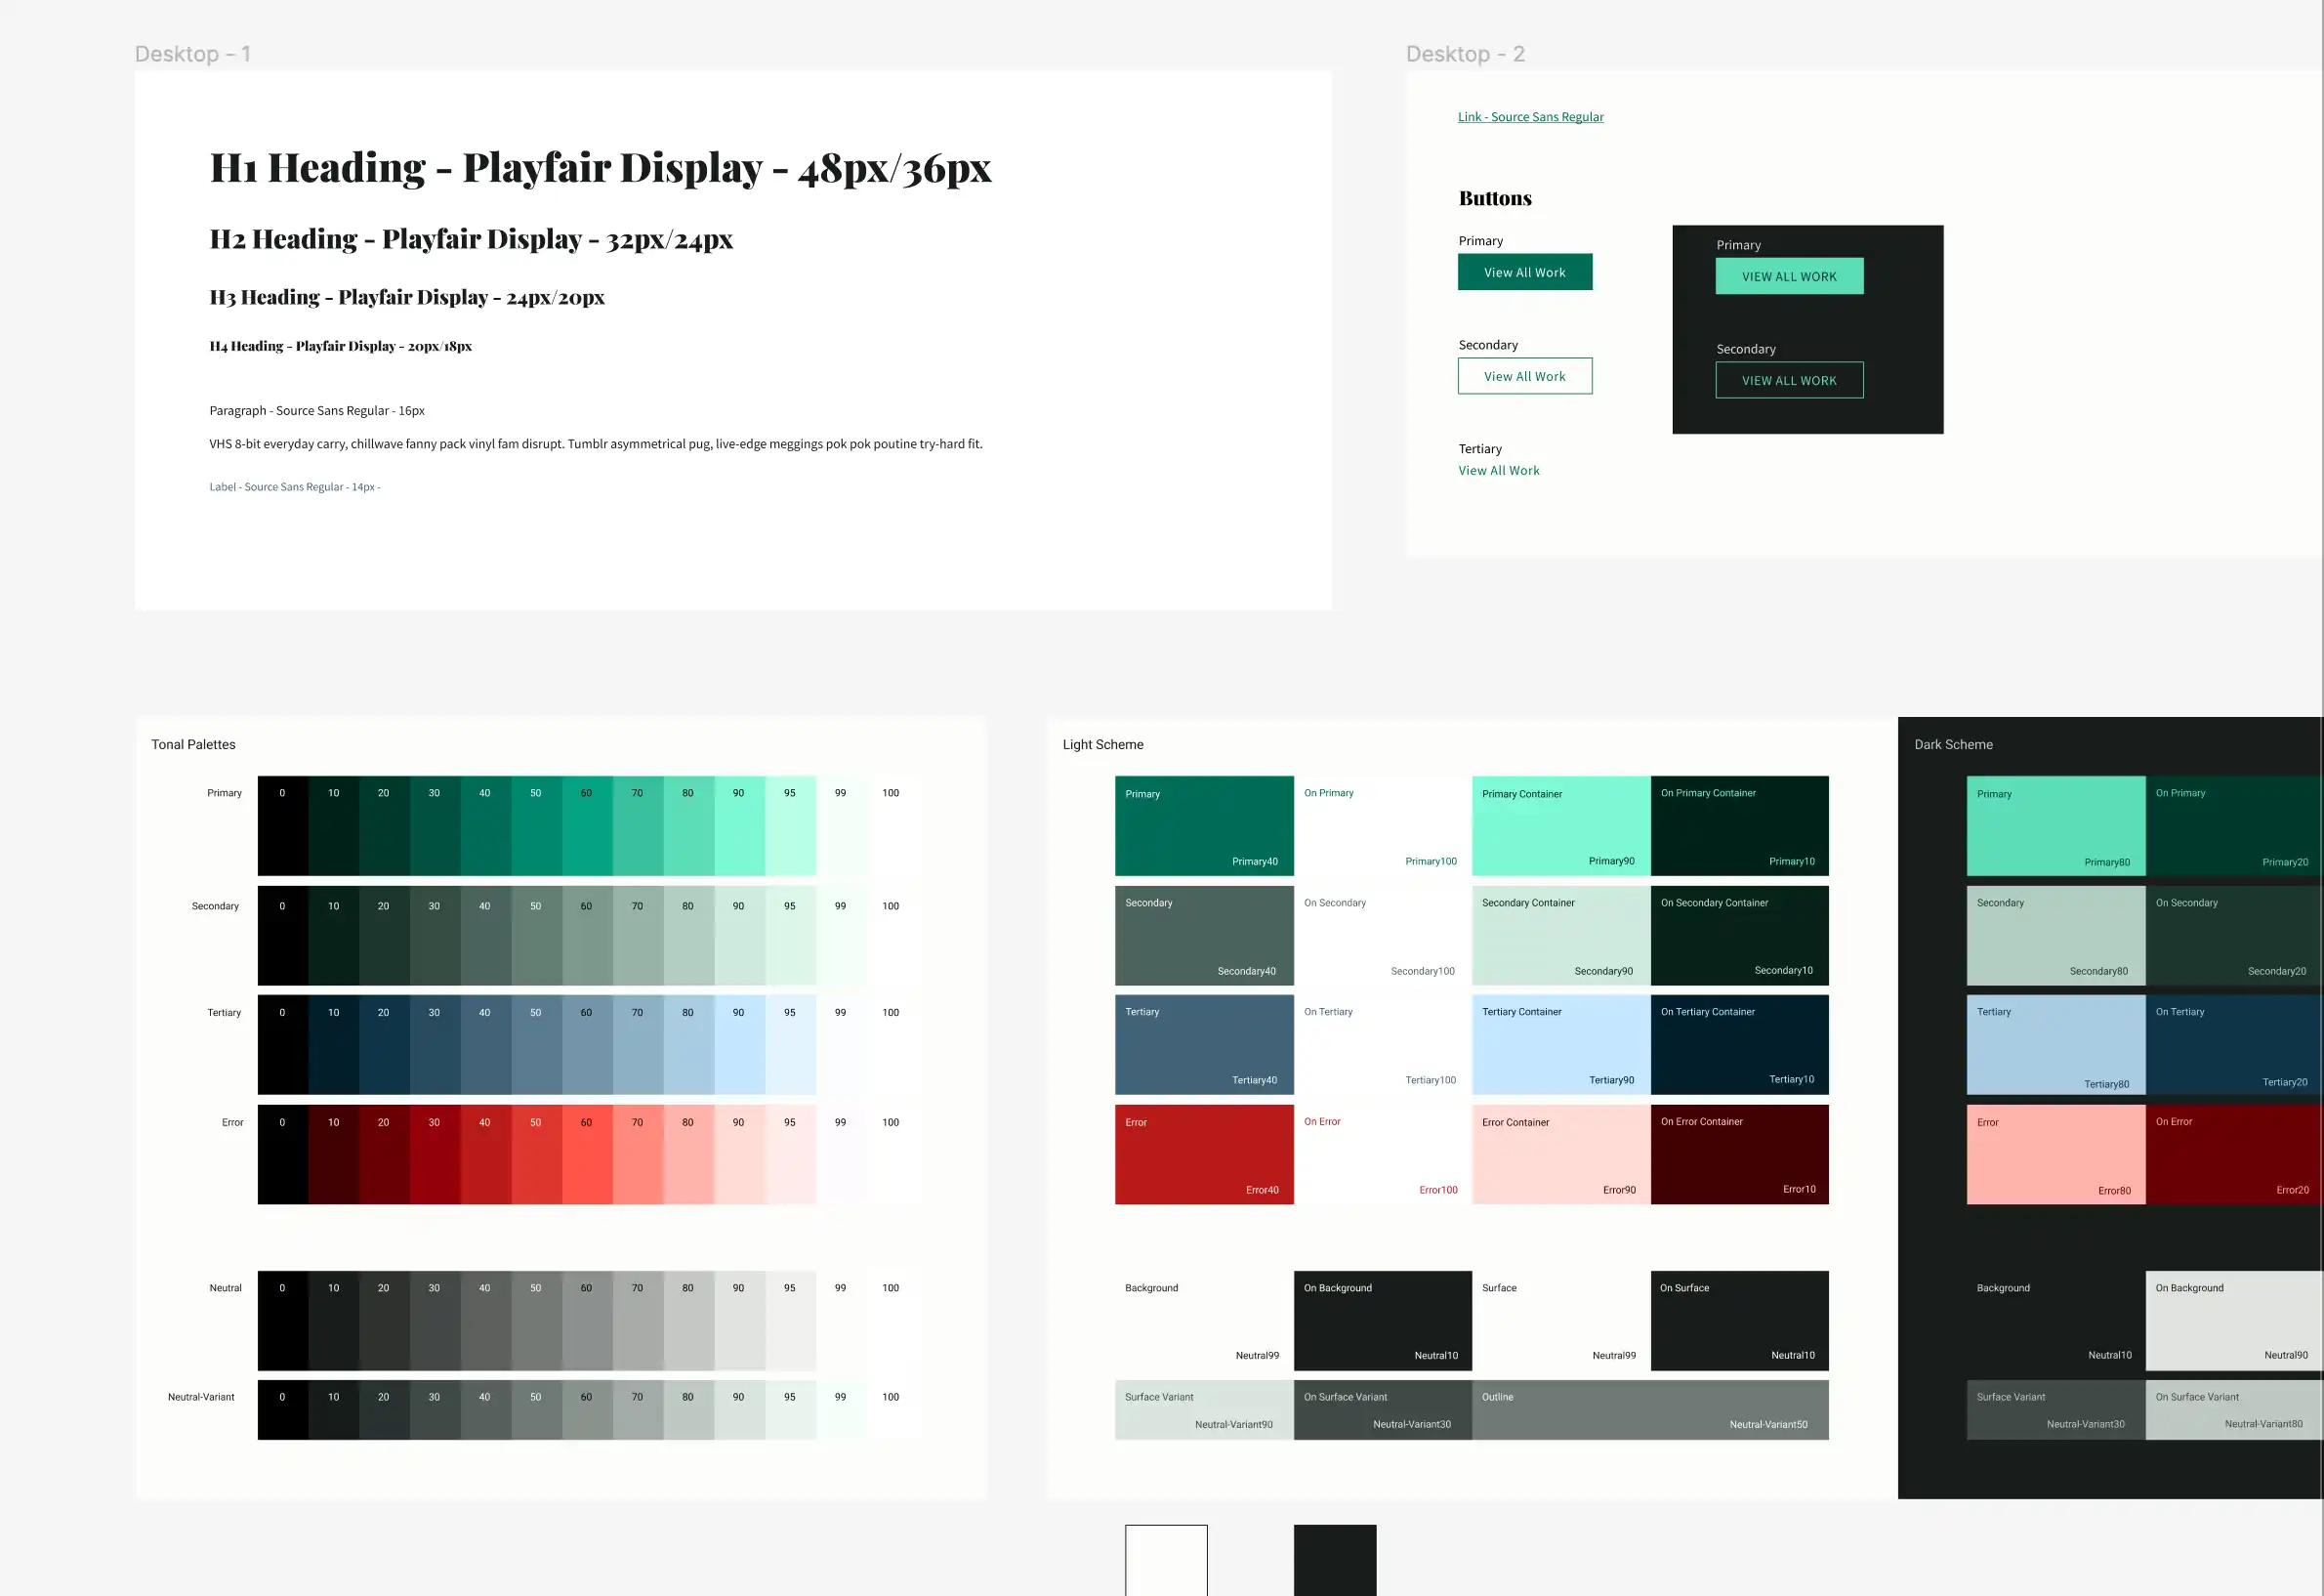 Desktop - 1
H1 Heading - Playfair Display - 48px/36px
H2 Heading - Playfair Display - 32px/24px
H3 Heading - Playfair Display - 24px/20px
H4 Heading - Playfair Display - 20px/18px
Paragraph - Source Sans Regular - 16px
VHS 8-bit everyday carry, chillwave fanny pack vinyl fam disrupt. Tumblr asymmetrical pug, live-edge meggings pok pok poutine try-hard fit.
Label - Source Sans Regular - 14px -
Desktop - 2
Link - Source Sans Regular
Buttons
Primary
View All Work
Secondary
View All Work
Tertiary
View All Work
Primary
VIEW ALL WORK
Secondary
VIEW ALL WORK
Tonal Palettes
Primary 0 10 20 30 40 50 60 70 80 90 95 99 100
Secondary 0 10 20 30 40 50 60 70 80 90 95 99 100
Tertiary 0 10 20 30 40 50 60 70 80 90 95 99 100
Error 0 10 20 30 40 50 60 70 80 90 95 99 100
Neutral 0 10 20 30 40 50 60 70 80 90 95 99 100
Neutral-Variant 0 10 20 30 40 50 60 70 80 90 95 99 100
Light Scheme
Primary On Primary Primary Container On Primary Container
Primary40 Primary100 Primary90 Primary10
Secondary On Secondary Secondary Container On Secondary Container
Secondary40 Secondary100 Secondary90 Secondary10
Tertiary On Tertiary Tertiary Container On Tertiary Container
Tertiary40 Tertiary100 Tertiary90 Tertiary10
Error On Error Error Container On Error Container
Error40 Error100 Error90 Error10
Background On Background Surface On Surface
Neutral99 Neutral10 Neutral99 Neutral10
Surface Variant On Surface Variant Outline
Neutral-Variant90 Neutral-Variant30 Neutral-Variant50
Dark Scheme
Primary On Primary
Primary80 Primary20
Secondary On Secondary
Secondary80 Secondary20
Tertiary On Tertiary
Tertiary80 Tertiary20
Error On Error
Error80 Error20
Background On Background
Neutral10 Neutral90
Surface Variant On Surface Variant
Neutral-Variant30 Neutral-Variant80